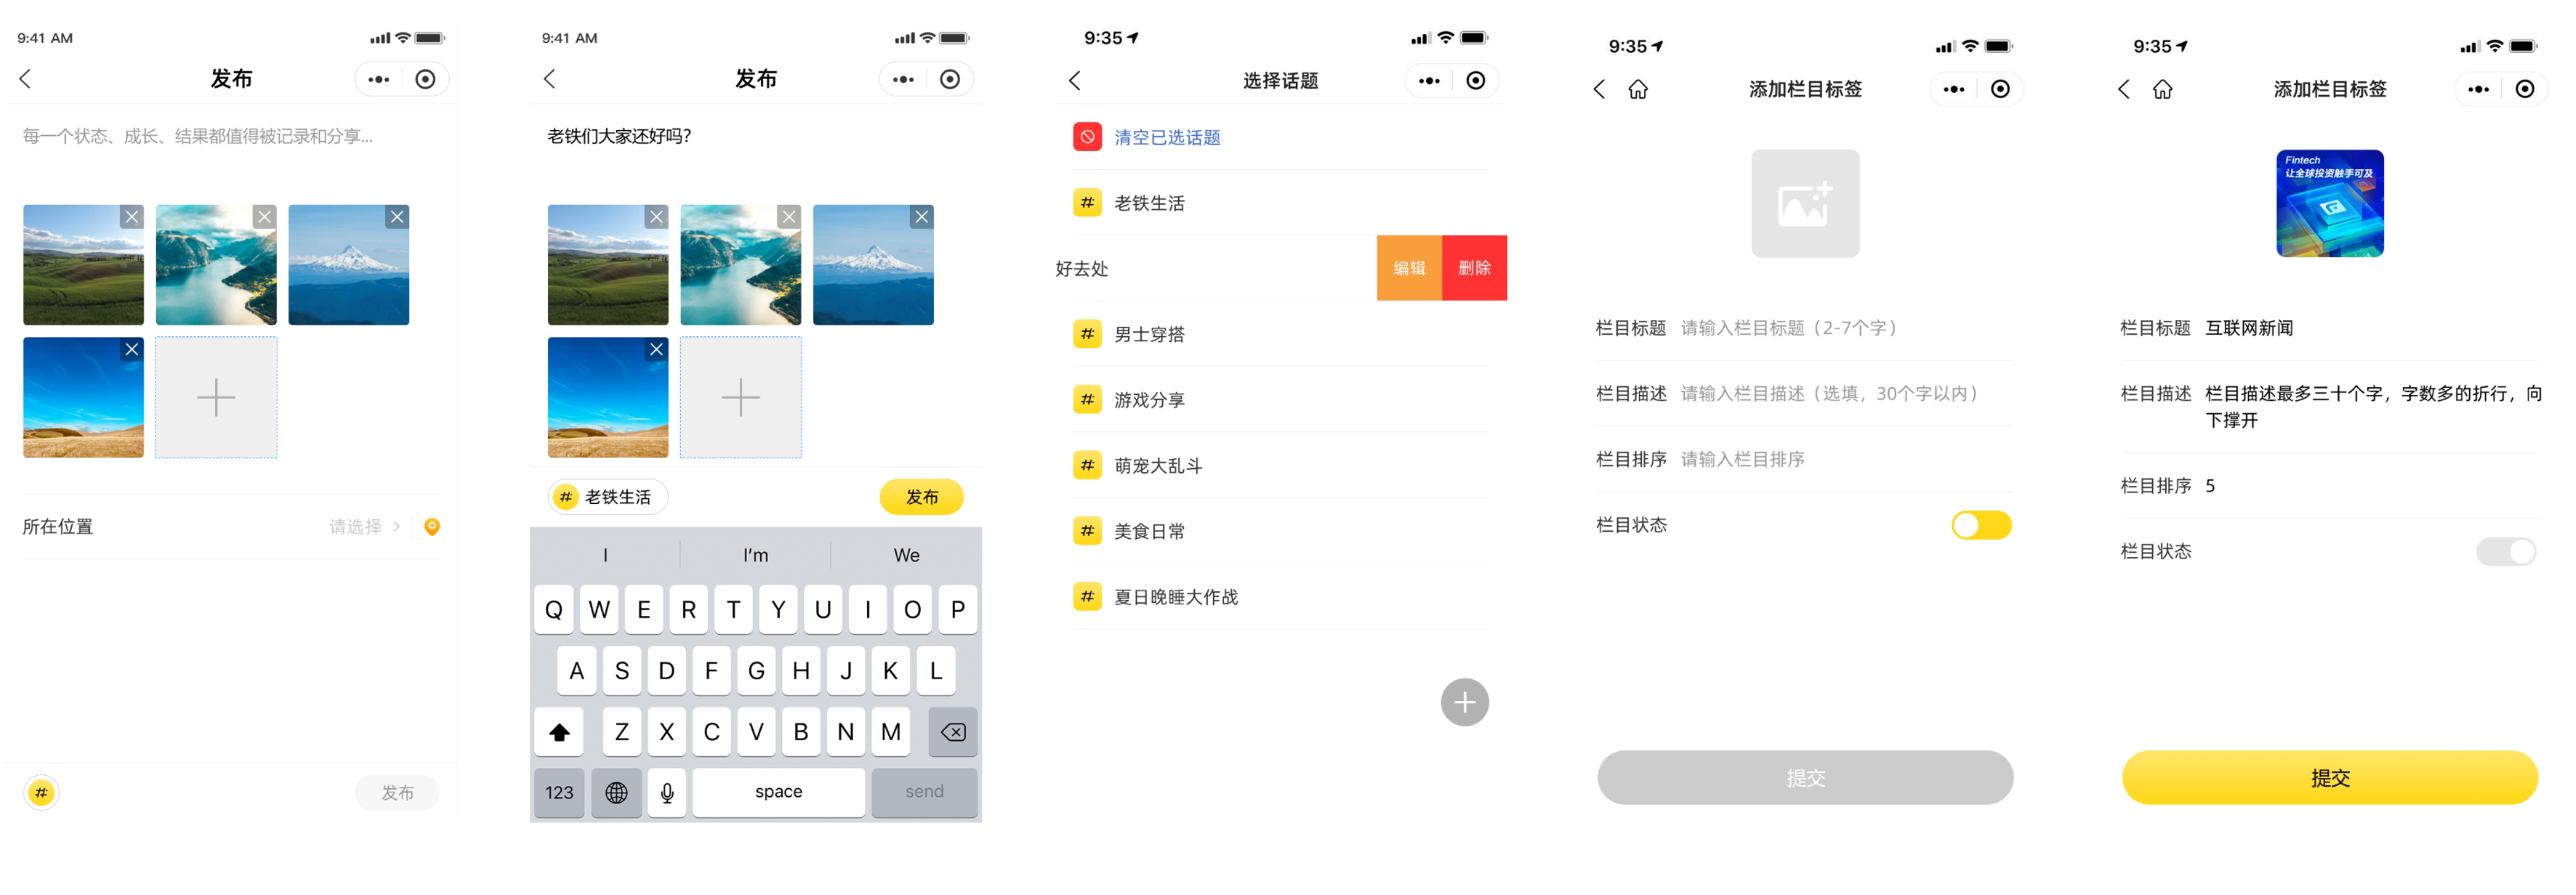 9:41 AM
发布
每一个状态、成长、结果都值得被记录和分享...
所在位置
请选择
#
发布
9:41 AM
发布
老铁们大家还好吗?
# 老铁生活
发布
I I'm We
Q W E R T Y U I O P
A S D F G H J K L
Z X C V B N M
123 space send
9:35
选择话题
清空已选话题
# 老铁生活
好去处 编辑 删除
# 男士穿搭
# 游戏分享
# 萌宠大乱斗
# 美食日常
# 夏日晚睡大作战
9:35
添加栏目标签
栏目标题 请输入栏目标题（2-7个字）
栏目描述 请输入栏目描述（选填，30个字以内）
栏目排序 请输入栏目排序
栏目状态
提交
9:35
添加栏目标签
Fintech
让全球投资触手可及
栏目标题 互联网新闻
栏目描述 栏目描述最多三十个字，字数多的折行，向
下撑开
栏目排序 5
栏目状态
提交